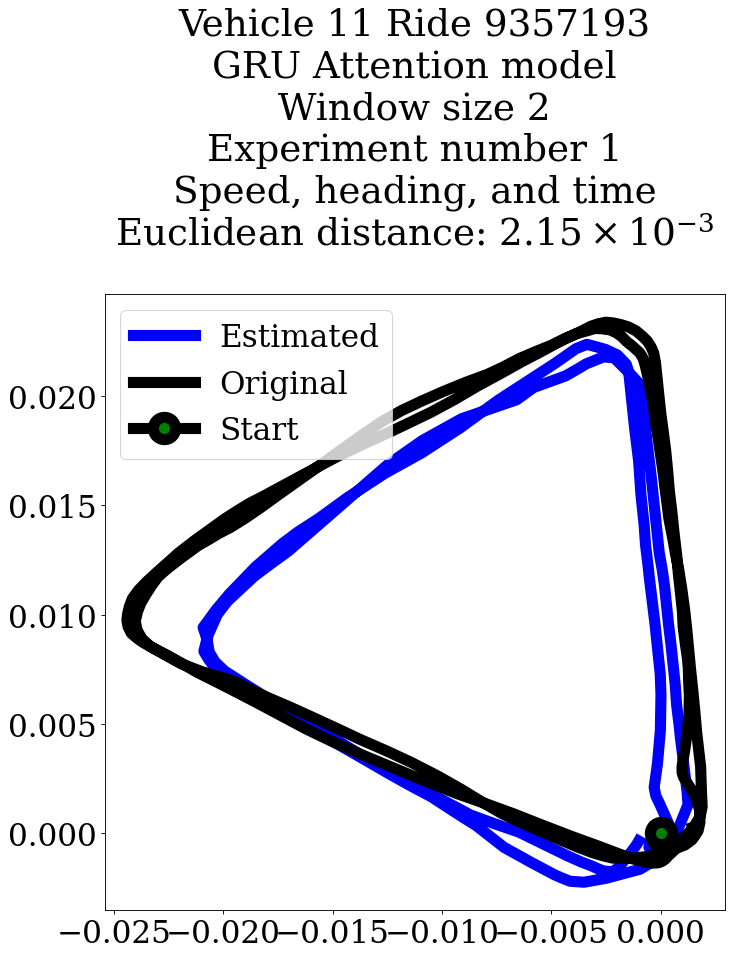 Vehicle 11 Ride 9357193
GRU Attention model
Window size 2
Experiment number 1
Speed, heading, and time
Euclidean distance: 2.15 × 10⁻³
Estimated
Original
Start
0.020
0.015
0.010
0.005
0.000
−0.025 −0.020 −0.015 −0.010 −0.005 0.000